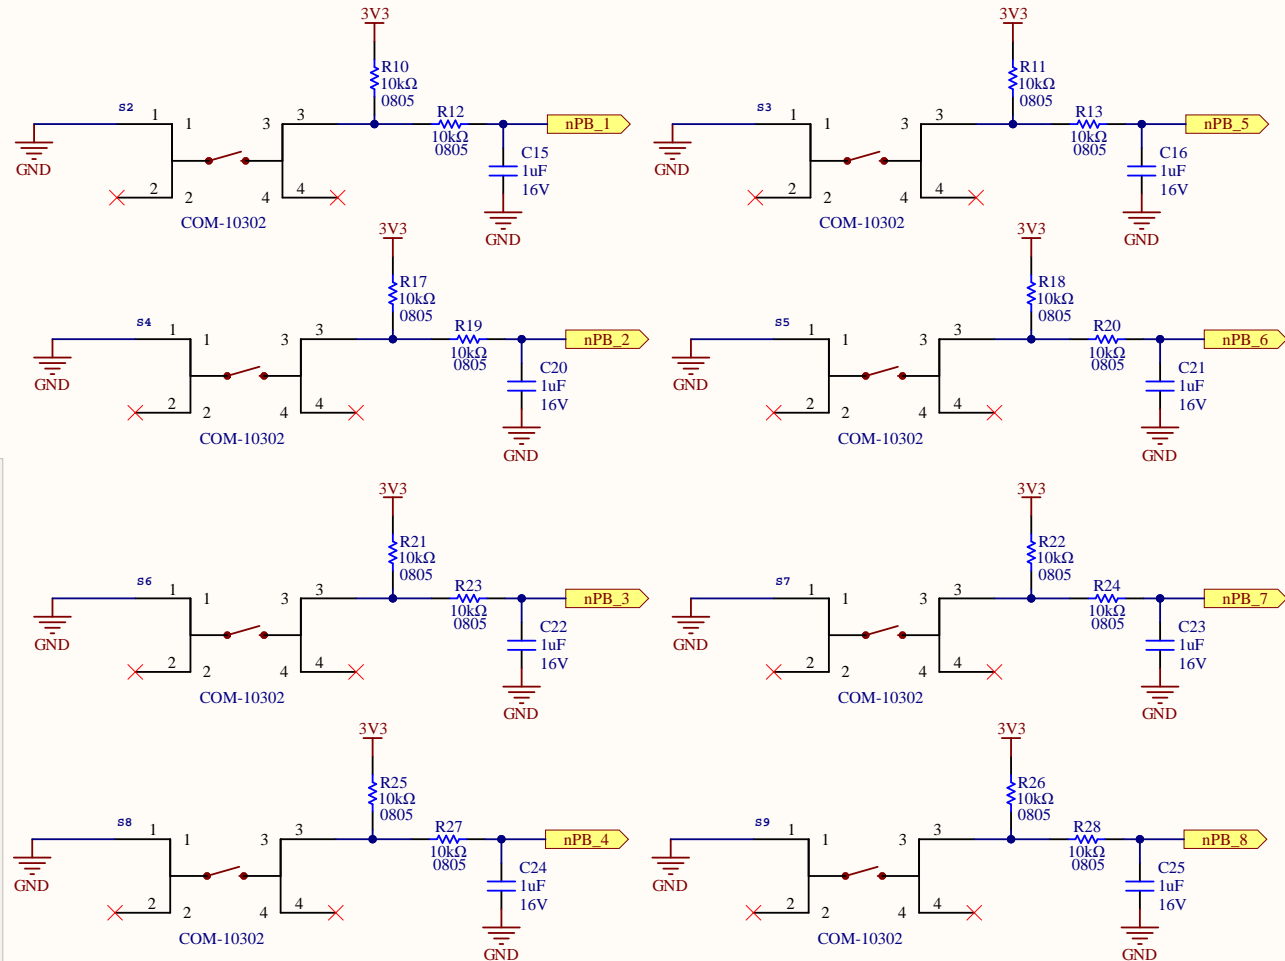 3V3
R10
10kΩ
0805
S2
1
1
3
3
R12
10kΩ
0805
nPB_1
C15
1uF
16V
GND
2
2
4
4
COM-10302
GND
3V3
R11
10kΩ
0805
S3
1
1
3
3
R13
10kΩ
0805
nPB_5
C16
1uF
16V
GND
2
2
4
4
COM-10302
GND
3V3
R17
10kΩ
0805
S4
1
1
3
3
R19
10kΩ
0805
nPB_2
C20
1uF
16V
GND
2
2
4
4
COM-10302
GND
3V3
R18
10kΩ
0805
S5
1
1
3
3
R20
10kΩ
0805
nPB_6
C21
1uF
16V
GND
2
2
4
4
COM-10302
GND
3V3
R21
10kΩ
0805
S6
1
1
3
3
R23
10kΩ
0805
nPB_3
C22
1uF
16V
GND
2
2
4
4
COM-10302
GND
3V3
R22
10kΩ
0805
S7
1
1
3
3
R24
10kΩ
0805
nPB_7
C23
1uF
16V
GND
2
2
4
4
COM-10302
GND
3V3
R25
10kΩ
0805
S8
1
1
3
3
R27
10kΩ
0805
nPB_4
C24
1uF
16V
GND
2
2
4
4
COM-10302
GND
3V3
R26
10kΩ
0805
S9
1
1
3
3
R28
10kΩ
0805
nPB_8
C25
1uF
16V
GND
2
2
4
4
COM-10302
GND